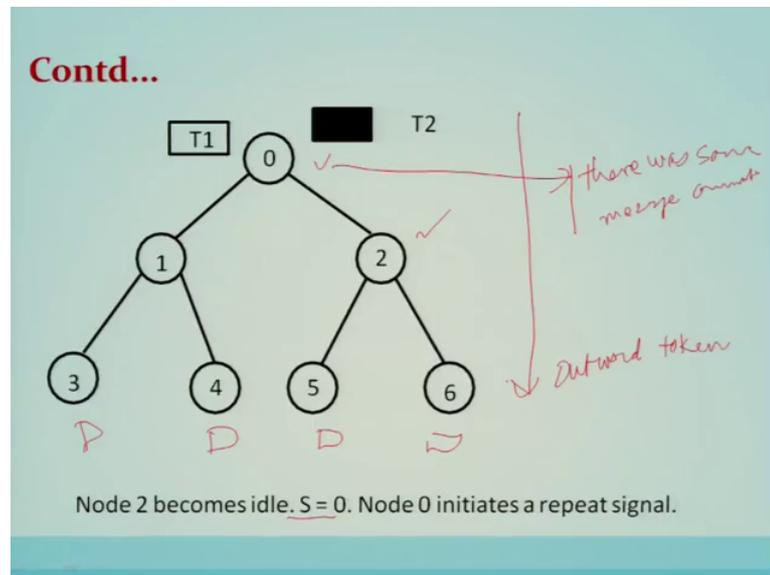 Contd...
T1
T2
0
there was some
1
2
Outword token
3
4
5
6
D D D
Node 2 becomes idle. S = 0. Node 0 initiates a repeat signal.